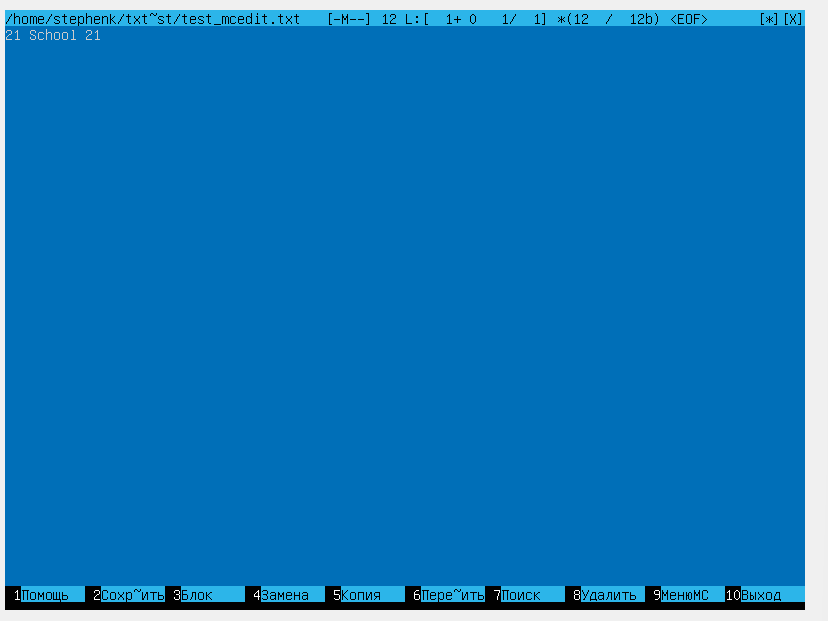 /home/stephenk/txt~st/test_mcedit.txt [-M--] 12 L:[ 1+ 0 1/ 1] *(12 / 12b) <EOF> [*][X]
21 School 21
1Помощь 2Сохр~ить 3Блок 4Замена 5Копия 6Пере~ить 7Поиск 8Удалить 9МенюMC 10Выход